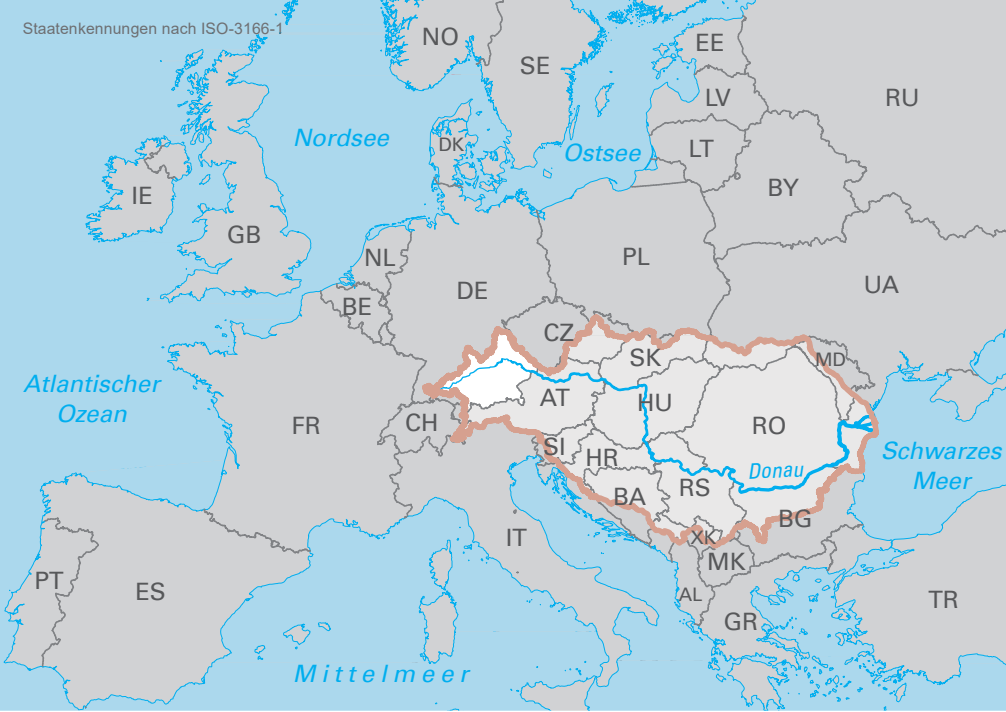 Staatenkennungen nach ISO-3166-1
NO
SE
EE
RU
LV
Nordsee
DK
Ostsee
LT
BY
IE
GB
NL
PL
DE
UA
BE
CZ
SK
MD
Atlantischer
Ozean
FR
CH
AT
HU
RO
SI
HR
Schwarzes
Meer
Donau
BA
RS
BG
IT
XK
MK
PT
ES
AL
TR
GR
Mittelmeer